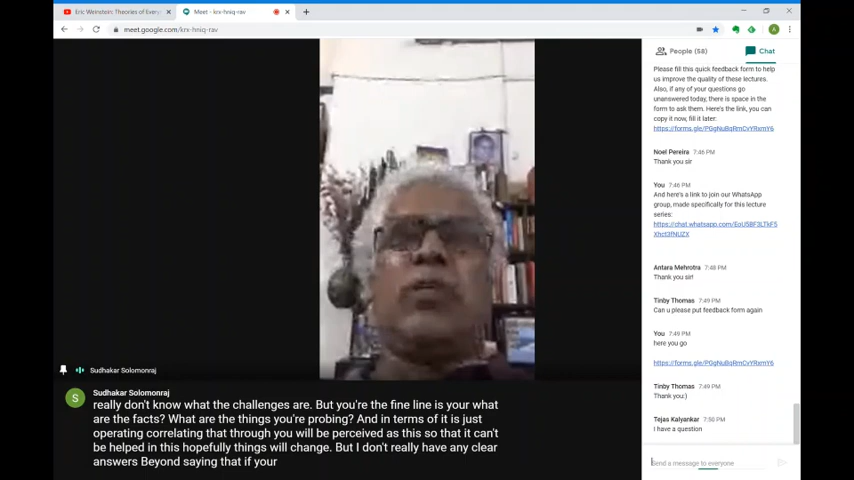 Eric Weinstein: Theories of Every
Meet - krx-hniq-rav
meet.google.com/krx-hniq-rav
People (58)
Chat
Please fill this quick feedback form to help
us improve the quality of these lectures.
Also, if any of your questions go
unanswered today, there is space in the
form to ask them. Here's the link, you can
copy it now, fill it later:
https://forms.gle/PGgNuBqRmCvYRxmY6
Noel Pereira 7:46 PM
Thank you sir
You 7:46 PM
And here's a link to join our WhatsApp
group, made specifically for this lecture
series:
https://chat.whatsapp.com/EoU5BF3LTkF5
Xhct3fNUZX
Antara Mehrotra 7:48 PM
Thank you sir!
Tinby Thomas 7:49 PM
Can u please put feedback form again
You 7:49 PM
here you go
https://forms.gle/PGgNuBqRmCvYRxmY6
Tinby Thomas 7:49 PM
Thank you:)
Tejas Kalyankar 7:50 PM
I have a question
Send a message to everyone
Sudhakar Solomonraj
S
Sudhakar Solomonraj
really don't know what the challenges are. But you're the fine line is your what
are the facts? What are the things you're probing? And in terms of it is just
operating correlating that through you will be perceived as this so that it can't
be helped in this hopefully things will change. But I don't really have any clear
answers Beyond saying that if your